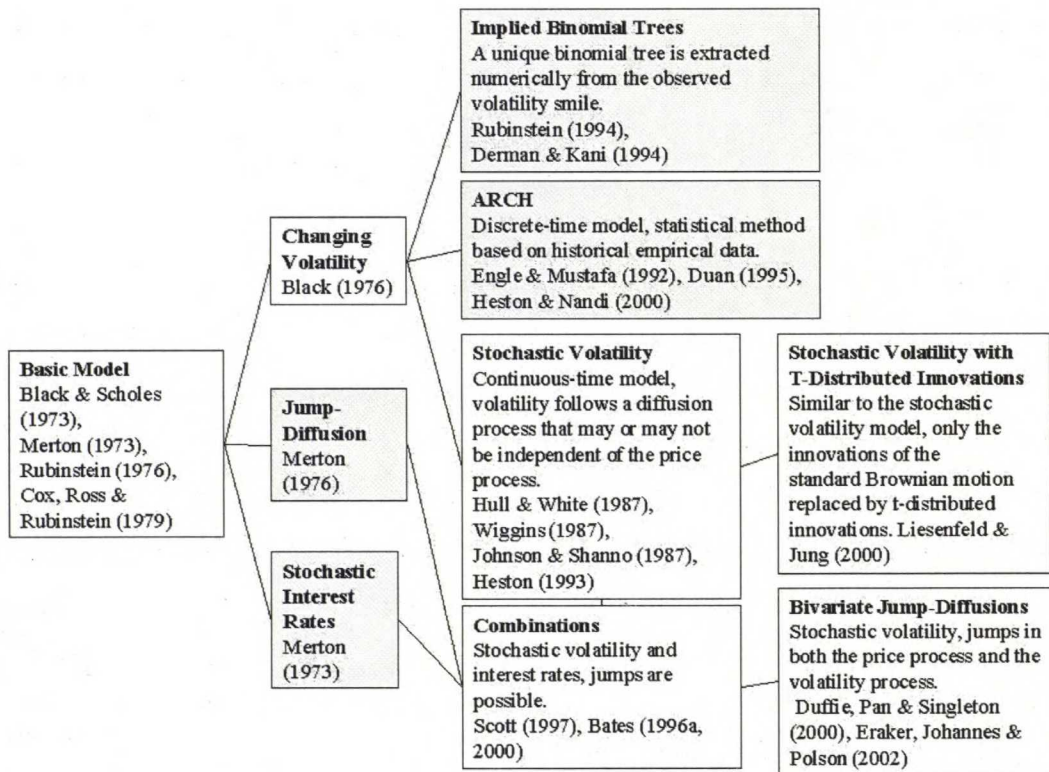 Basic Model
Black & Scholes
(1973),
Merton (1973),
Rubinstein (1976),
Cox, Ross &
Rubinstein (1979)
Changing
Volatility
Black (1976)
Jump-
Diffusion
Merton
(1976)
Stochastic
Interest
Rates
Merton
(1973)
Implied Binomial Trees
A unique binomial tree is extracted
numerically from the observed
volatility smile.
Rubinstein (1994),
Derman & Kani (1994)
ARCH
Discrete-time model, statistical method
based on historical empirical data.
Engle & Mustafa (1992), Duan (1995),
Heston & Nandi (2000)
Stochastic Volatility
Continuous-time model,
volatility follows a diffusion
process that may or may not
be independent of the price
process.
Hull & White (1987),
Wiggins (1987),
Johnson & Shanno (1987),
Heston (1993)
Combinations
Stochastic volatility and
interest rates, jumps are
possible.
Scott (1997), Bates (1996a,
2000)
Stochastic Volatility with
T-Distributed Innovations
Similar to the stochastic
volatility model, only the
innovations of the
standard Brownian motion
replaced by t-distributed
innovations. Liesenfeld &
Jung (2000)
Bivariate Jump-Diffusions
Stochastic volatility, jumps in
both the price process and the
volatility process.
Duffie, Pan & Singleton
(2000), Eraker, Johannes &
Polson (2002)